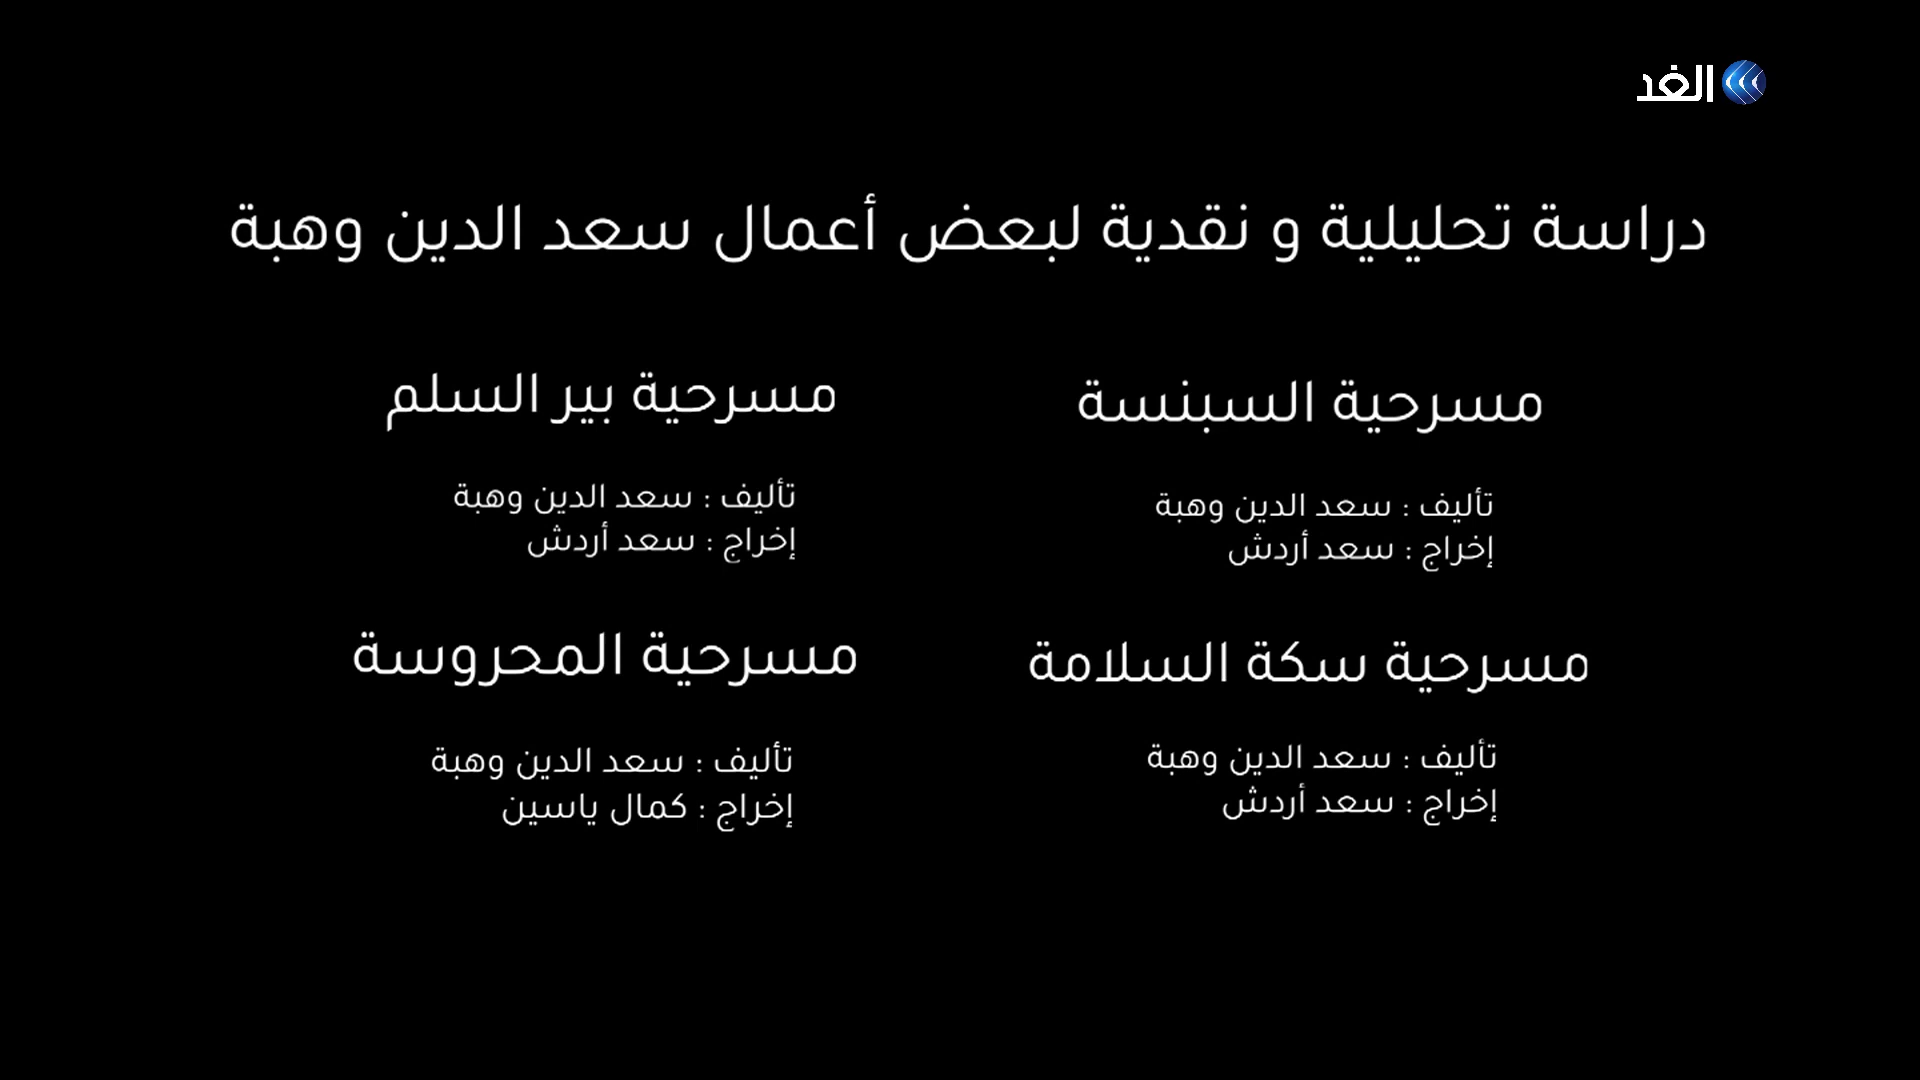 الغد
دراسة تحليلية و نقدية لبعض أعمال سعد الدين وهبة
مسرحية السبنسة
تأليف : سعد الدين وهبة
إخراج : سعد أردش
مسرحية بير السلم
تأليف : سعد الدين وهبة
إخراج : سعد أردش
مسرحية سكة السلامة
تأليف : سعد الدين وهبة
إخراج : سعد أردش
مسرحية المحروسة
تأليف : سعد الدين وهبة
إخراج : كمال ياسين